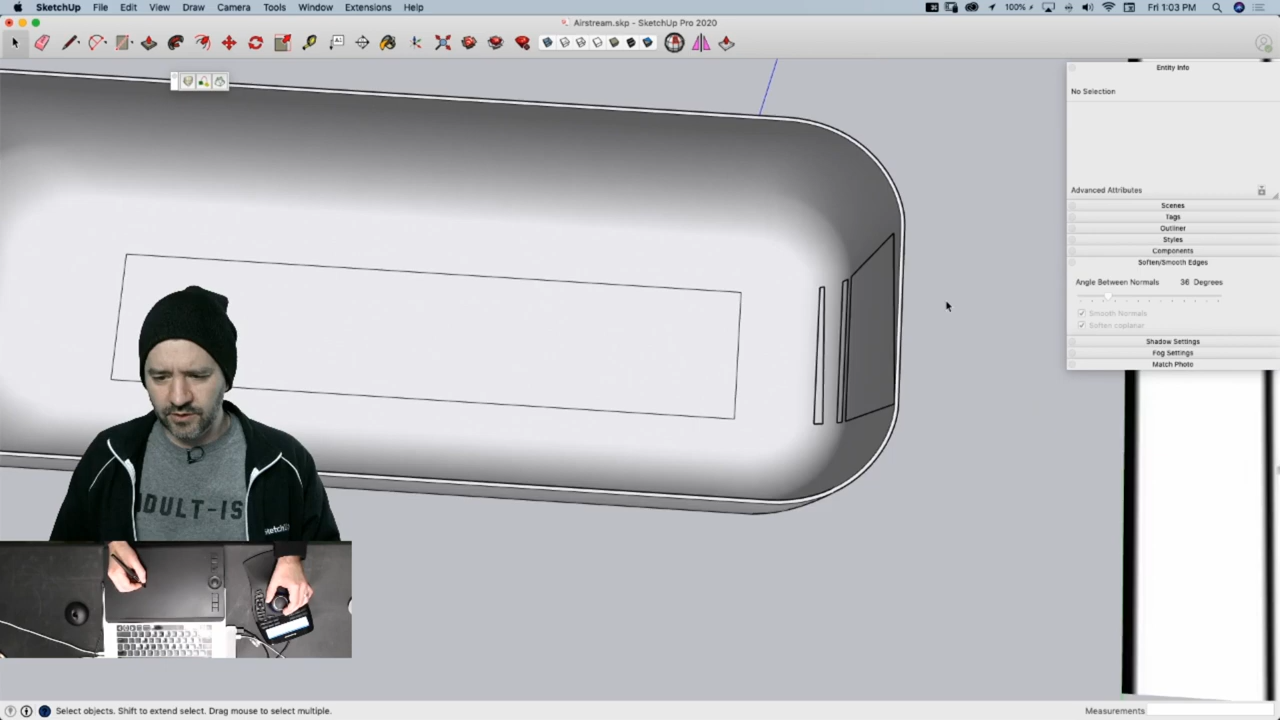 SketchUp File Edit View Draw Camera Tools Window Extensions Help 100% Fri 1:03 PM
Airstream.skp - SketchUp Pro 2020
Entity Info
No Selection
Advanced Attributes
Scenes
Tags
Outliner
Styles
Components
Soften/Smooth Edges
Angle Between Normals 36 Degrees
Smooth Normals
Soften coplanar
Shadow Settings
Fog Settings
Match Photo
DULT-IS
SketchU
Select objects. Shift to extend select. Drag mouse to select multiple. Measurements